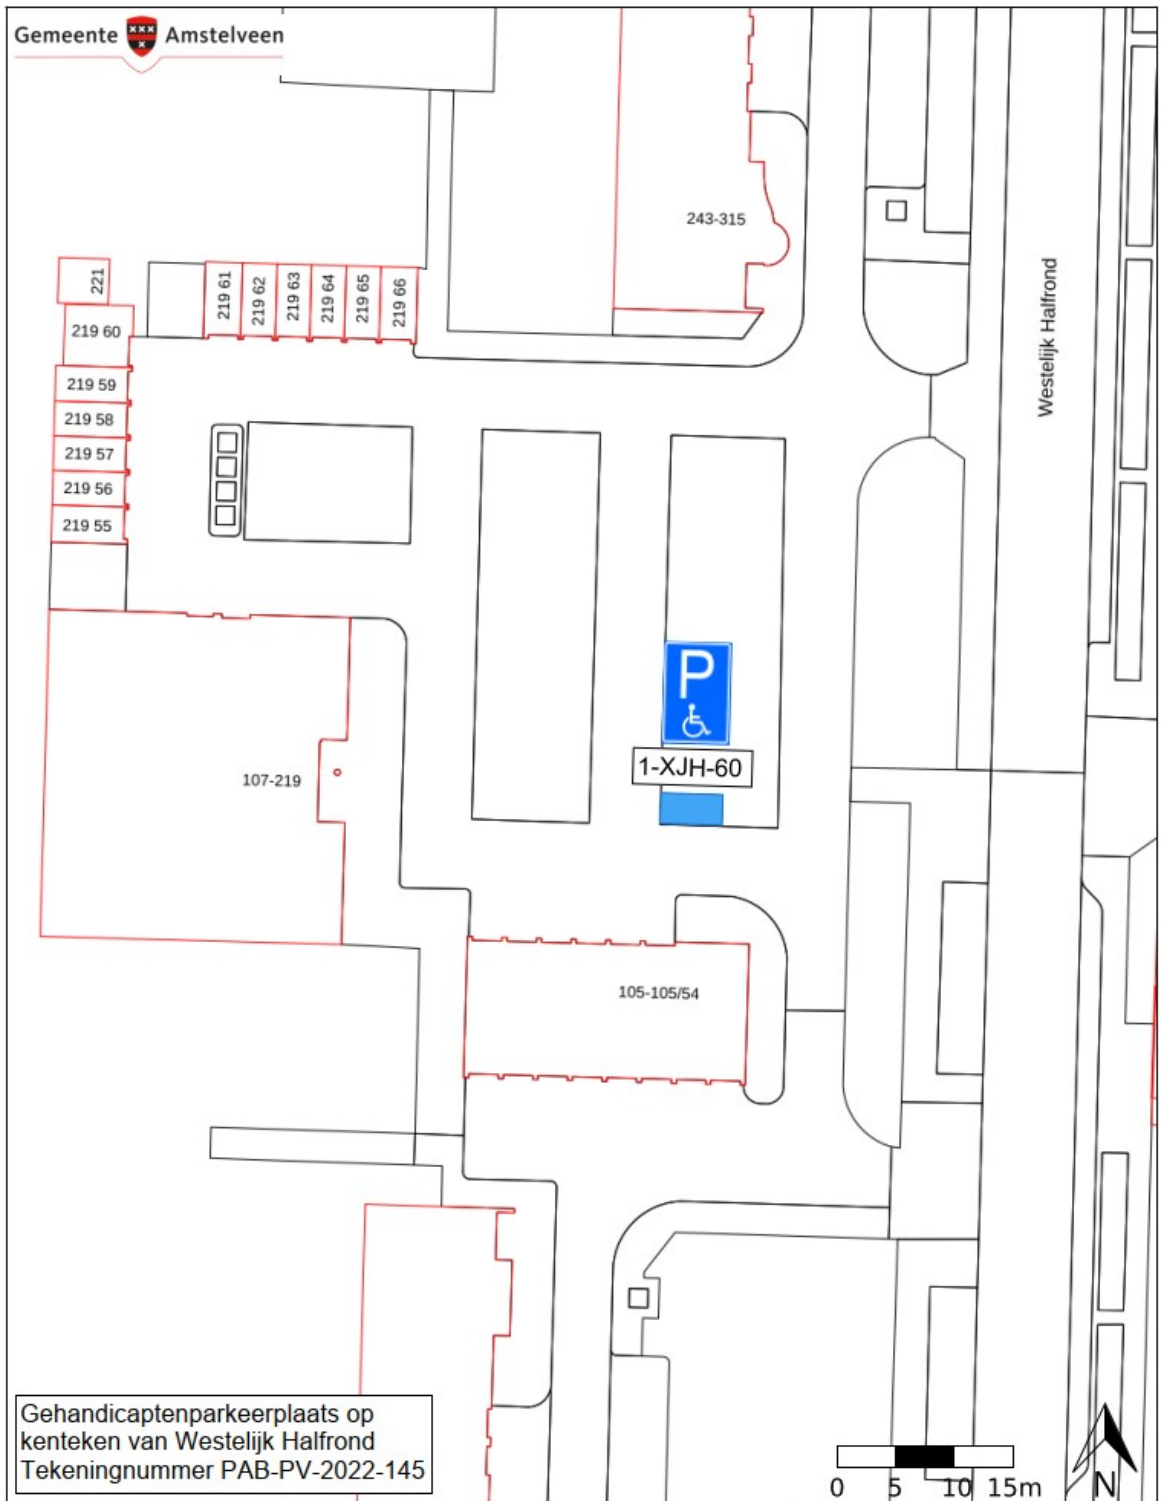 Gemeente Amstelveen
243-315
Westelijk Halfrond
221
219 60
219 61
219 62
219 63
219 64
219 65
219 66
219 59
219 58
219 57
219 56
219 55
P
1-XJH-60
107-219
105-105/54
Gehandicaptenparkeerplaats op
kenteken van Westelijk Halfrond
Tekeningnummer PAB-PV-2022-145
0 5 10 15m
N